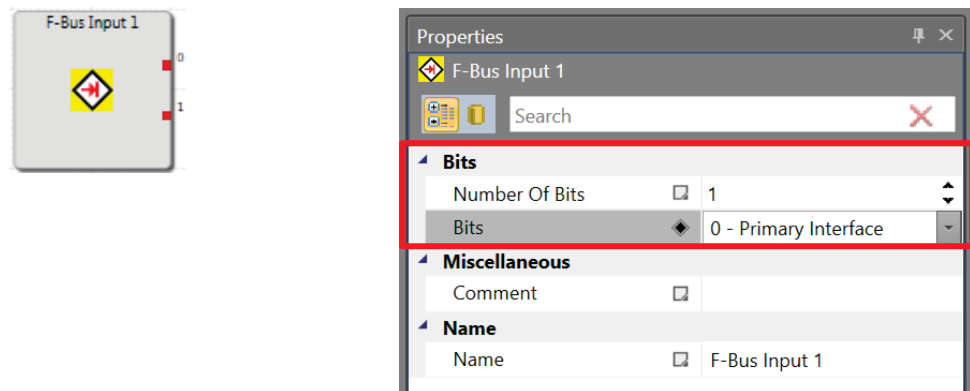 F-Bus Input 1
0
1
Properties
F-Bus Input 1
Search
Bits
Number Of Bits 1
Bits 0 - Primary Interface
Miscellaneous
Comment
Name
Name F-Bus Input 1